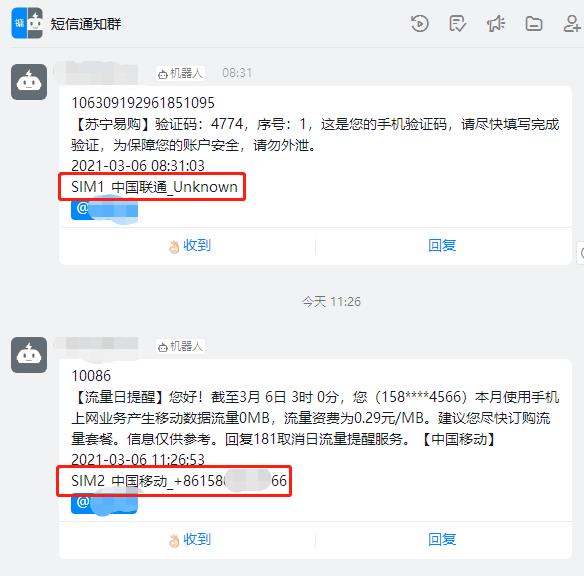 短信通知群
机器人 08:31
106309192961851095
【苏宁易购】验证码：4774，序号：1，这是您的手机验证码，请尽快填写完成
验证，为保障您的账户安全，请勿外泄。
2021-03-06 08:31:03
SIM1_中国联通_Unknown
@
收到 回复
今天 11:26
机器人
10086
【流量日提醒】您好！截至3月 6日 3时 0分，您（158****4566）本月使用手机
上网业务产生移动数据流量0MB，流量资费为0.29元/MB。建议您尽快订购流
量套餐。信息仅供参考。回复181取消日流量提醒服务。【中国移动】
2021-03-06 11:26:53
SIM2_中国移动_+86158 66
@
收到 回复